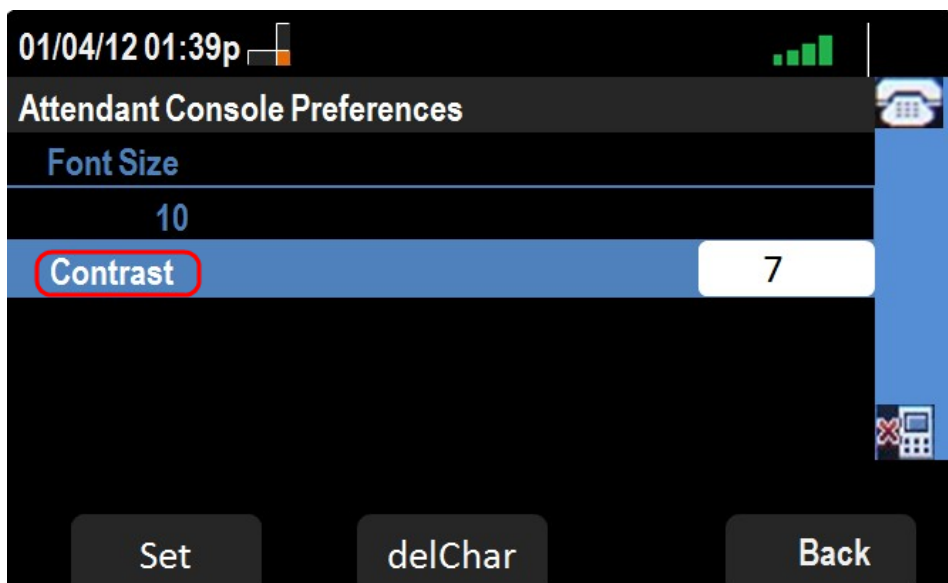 01/04/12 01:39p
Attendant Console Preferences
Font Size
10
Contrast 7
Set delChar Back